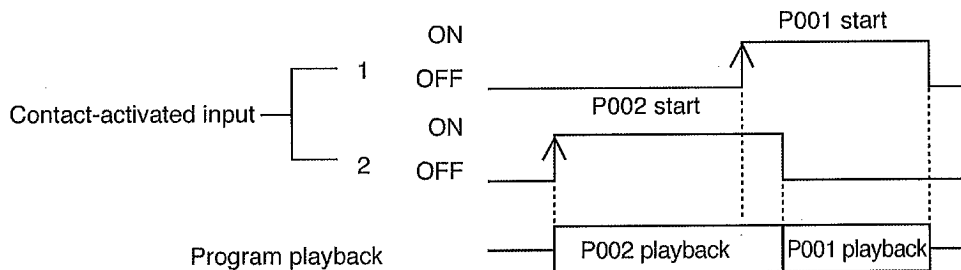 P001 start
ON
1
OFF
P002 start
Contact-activated input
ON
2
OFF
Program playback
P002 playback
P001 playback